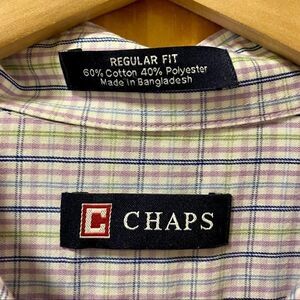 REGULAR FIT
60% Cotton 40% Polyester
Made in Bangladesh
C CHAPS